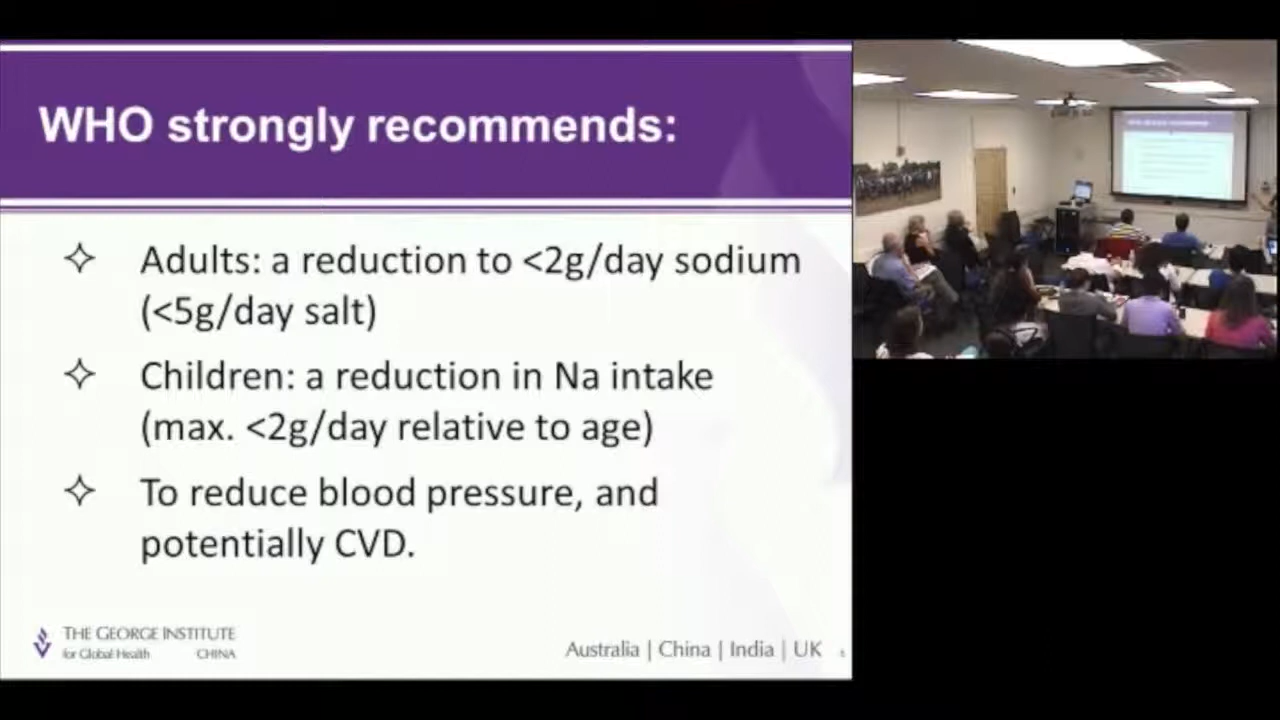 WHO strongly recommends:
✧ Adults: a reduction to <2g/day sodium
(<5g/day salt)
✧ Children: a reduction in Na intake
(max. <2g/day relative to age)
✧ To reduce blood pressure, and
potentially CVD.
THE GEORGE INSTITUTE
for Global Health CHINA
Australia | China | India | UK